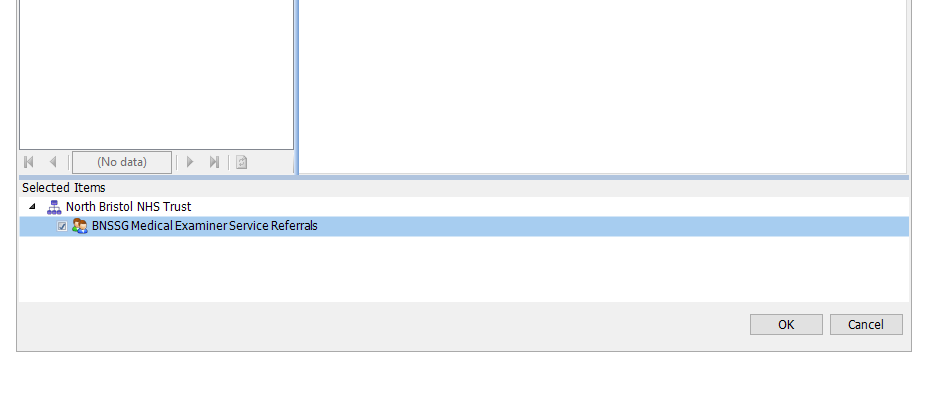 (No data)
Selected Items
North Bristol NHS Trust
BNSSG Medical Examiner Service Referrals
OK
Cancel